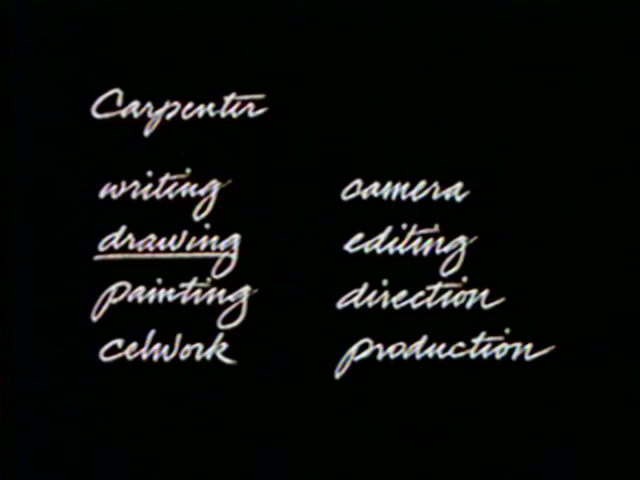 Carpenter
writing
drawing
painting
celwork
camera
editing
direction
production